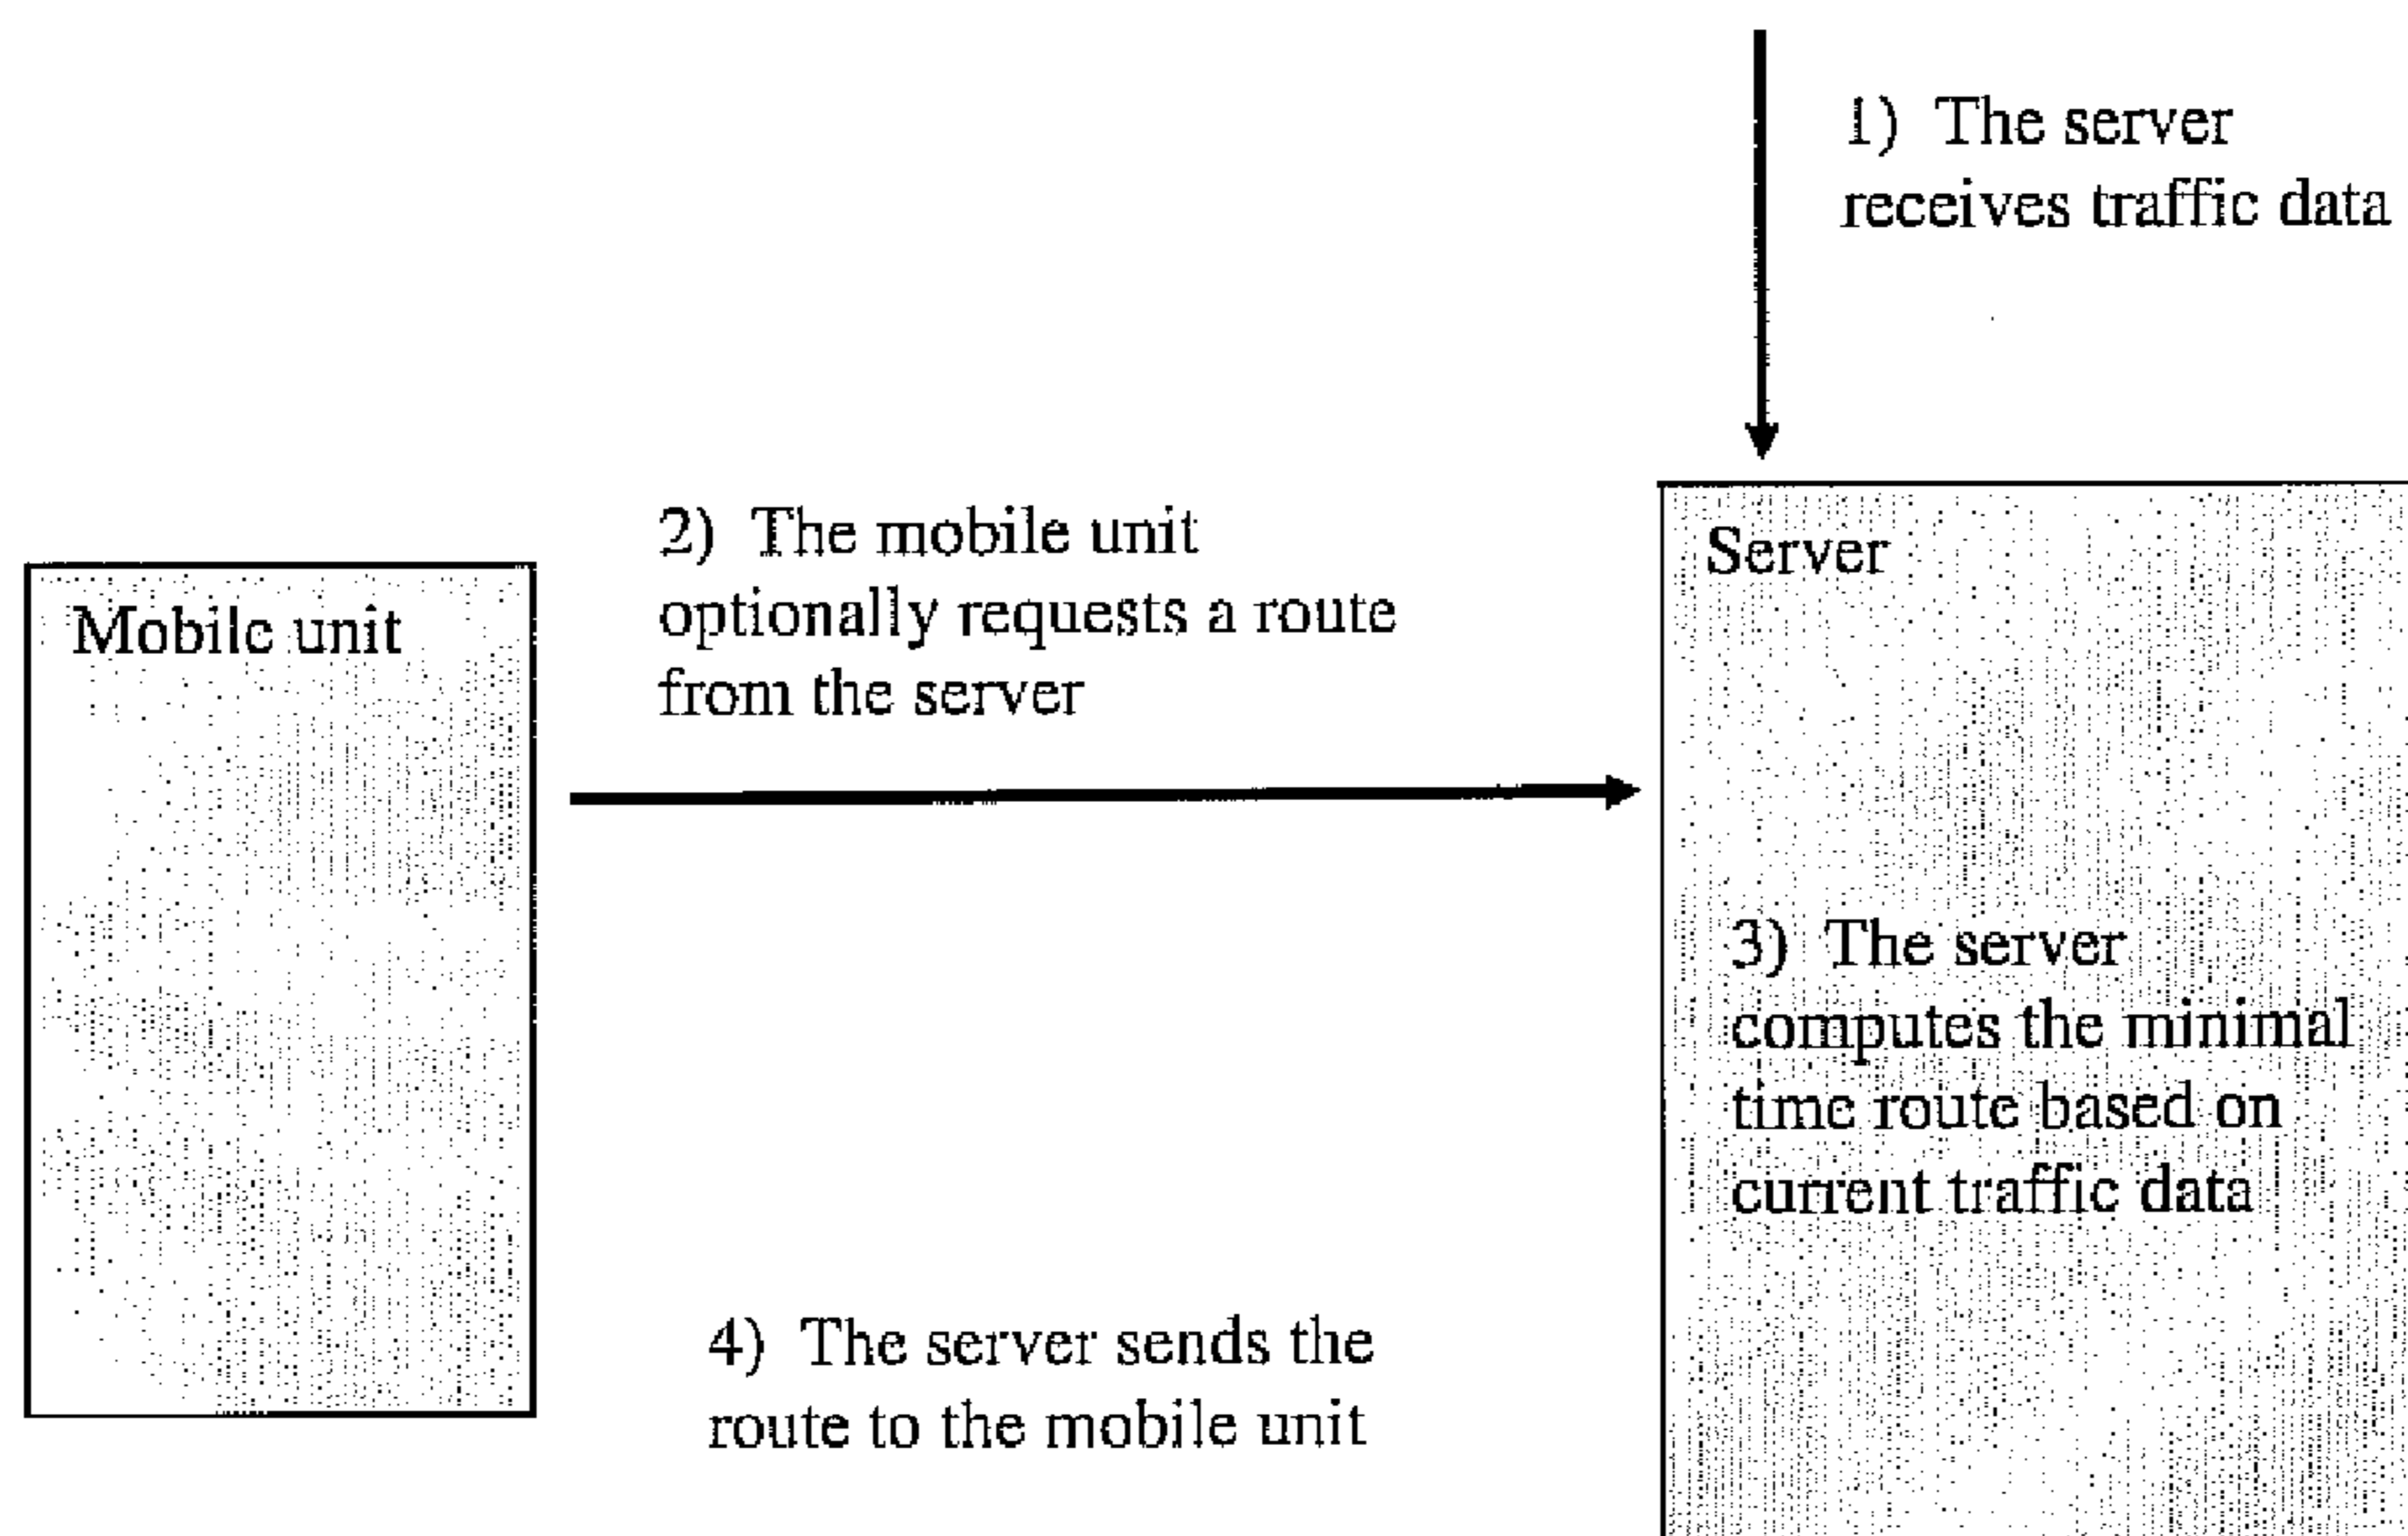 1) The server
receives traffic data
2) The mobile unit
optionally requests a route
from the server
Server
Mobile unit
3) The server
computes the minimal
time route based on
current traffic data
4) The server sends the
route to the mobile unit